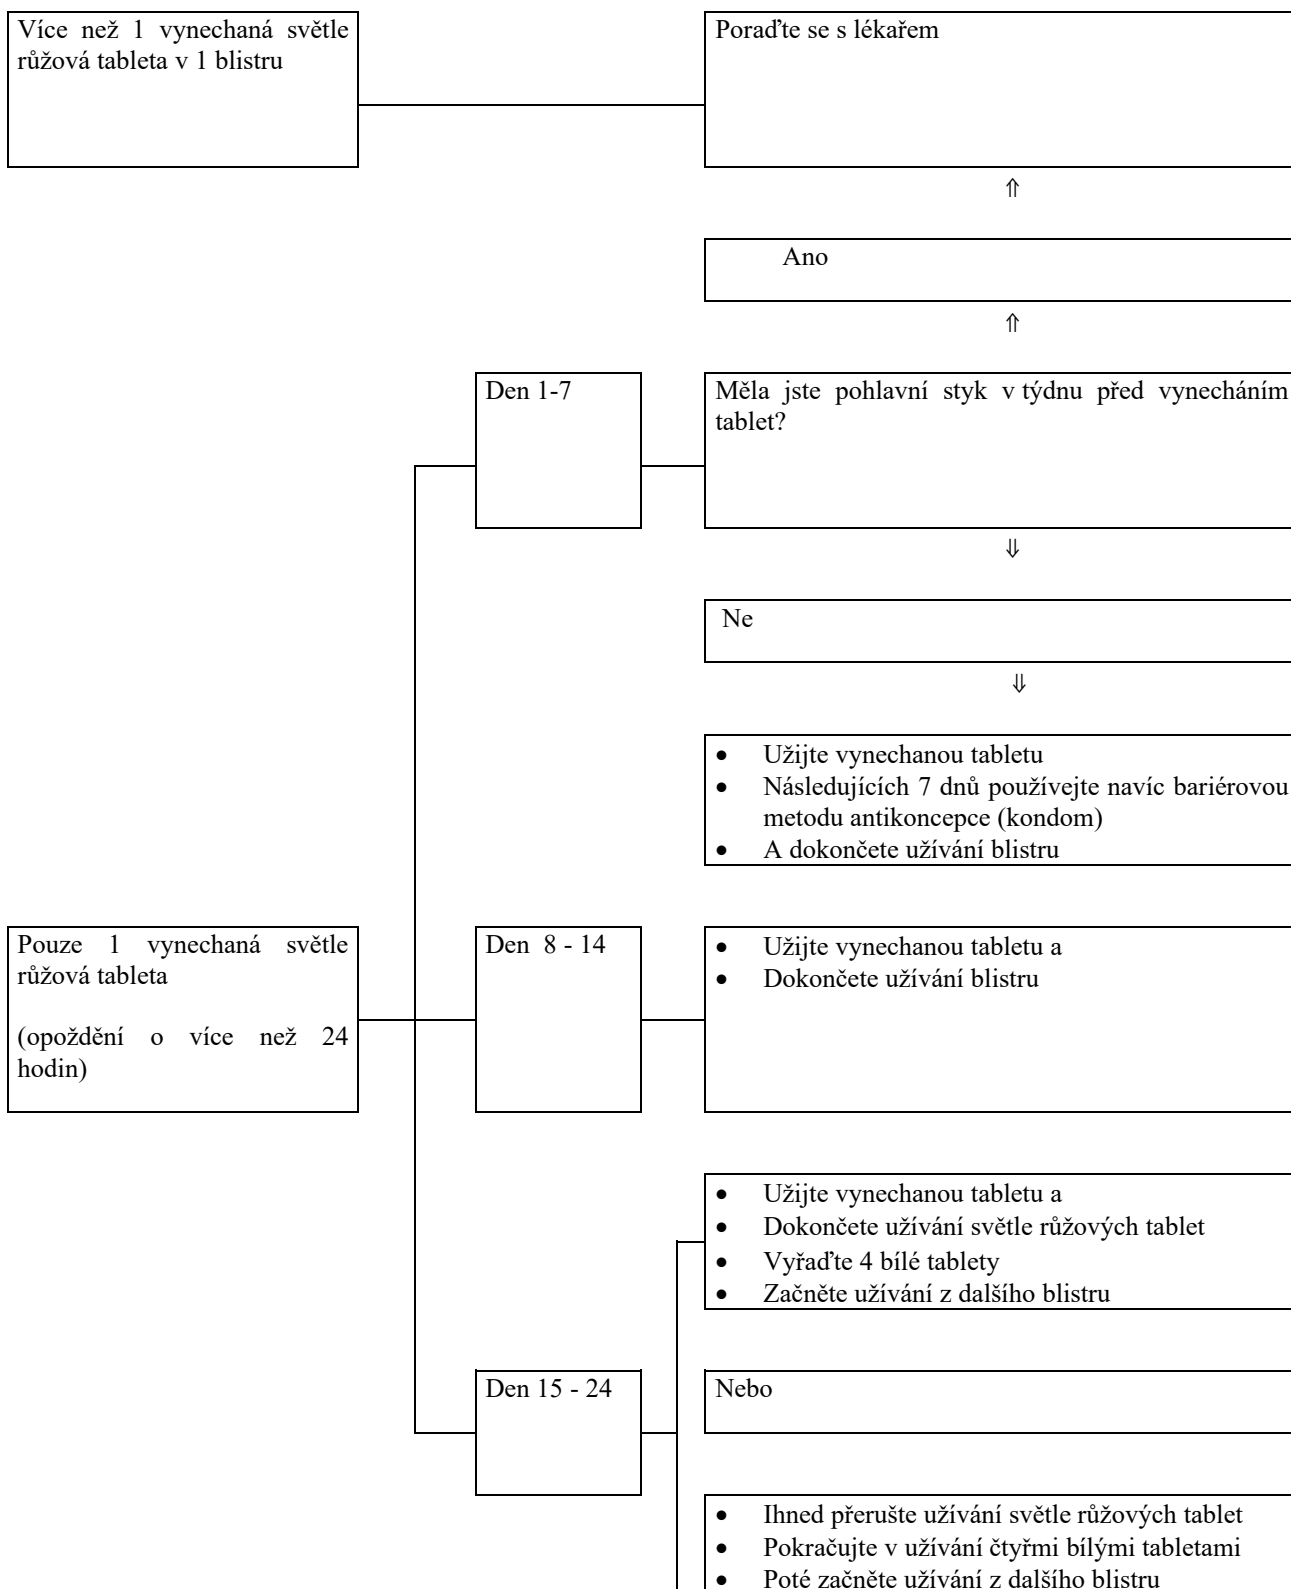 Více než 1 vynechaná světle
růžová tableta v 1 blistru
Poraďte se s lékařem
⇑
Ano
⇑
Den 1-7
Měla jste pohlavní styk v týdnu před vynecháním
tablet?
⇓
Ne
⇓
• Užijte vynechanou tabletu
• Následujících 7 dnů používejte navíc bariérovou
metodu antikoncepce (kondom)
• A dokončete užívání blistru
Pouze 1 vynechaná světle
růžová tableta
(opoždění o více než 24
hodin)
Den 8 - 14
• Užijte vynechanou tabletu a
• Dokončete užívání blistru
• Užijte vynechanou tabletu a
• Dokončete užívání světle růžových tablet
• Vyřaďte 4 bílé tablety
• Začněte užívání z dalšího blistru
Den 15 - 24
Nebo
• Ihned přerušte užívání světle růžových tablet
• Pokračujte v užívání čtyřmi bílými tabletami
• Poté začněte užívání z dalšího blistru